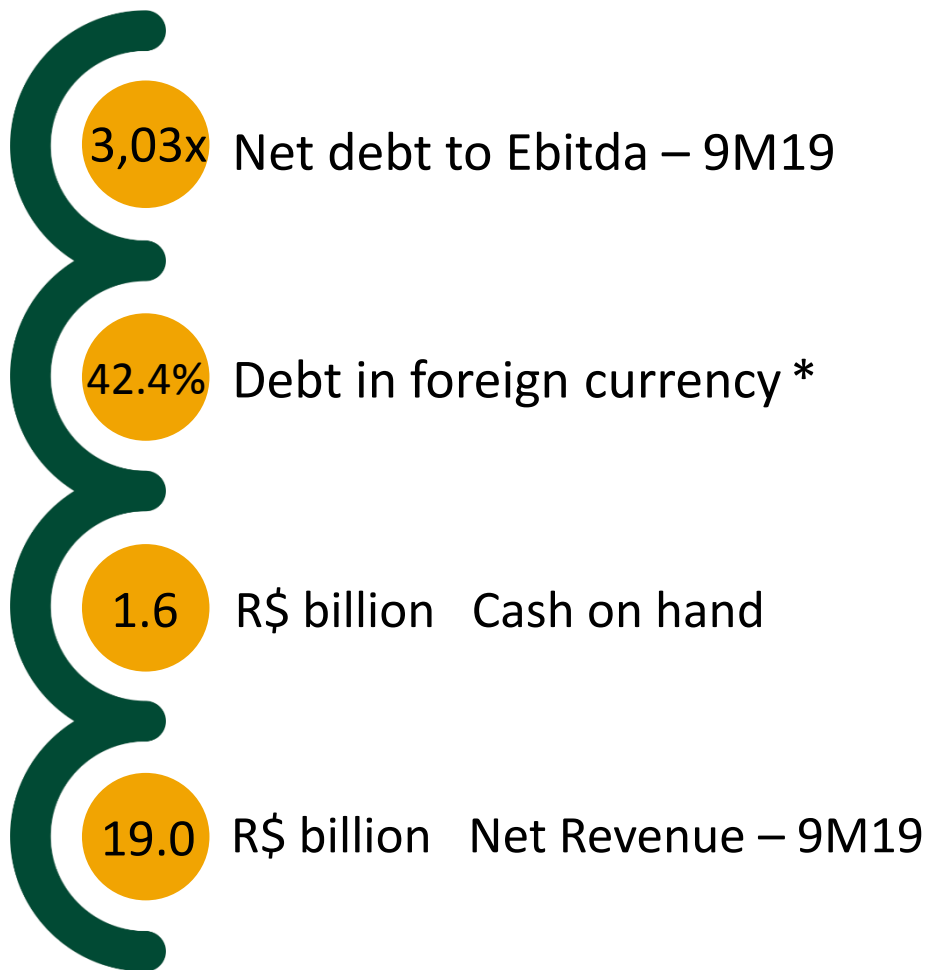 3,03x Net debt to Ebitda – 9M19
42.4% Debt in foreign currency *
1.6 R$ billion Cash on hand
19.0 R$ billion Net Revenue – 9M19